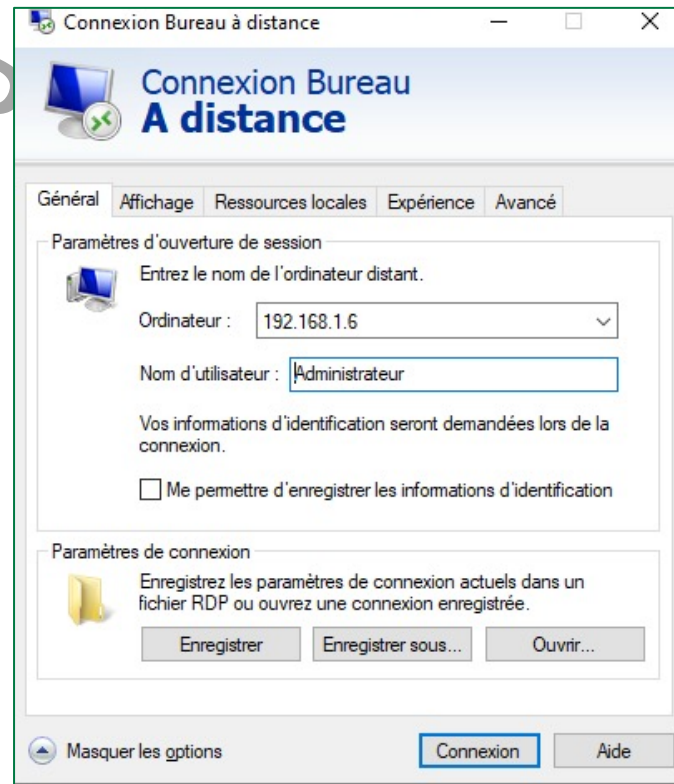 Connexion Bureau à distance
Connexion Bureau
A distance
Général Affichage Ressources locales Expérience Avancé
Paramètres d'ouverture de session
Entrez le nom de l'ordinateur distant.
Ordinateur : 192.168.1.6
Nom d'utilisateur : Administrateur
Vos informations d'identification seront demandées lors de la
connexion.
Me permettre d'enregistrer les informations d'identification
Paramètres de connexion
Enregistrez les paramètres de connexion actuels dans un
fichier RDP ou ouvrez une connexion enregistrée.
Enregistrer Enregistrer sous... Ouvrir...
Masquer les options Connexion Aide